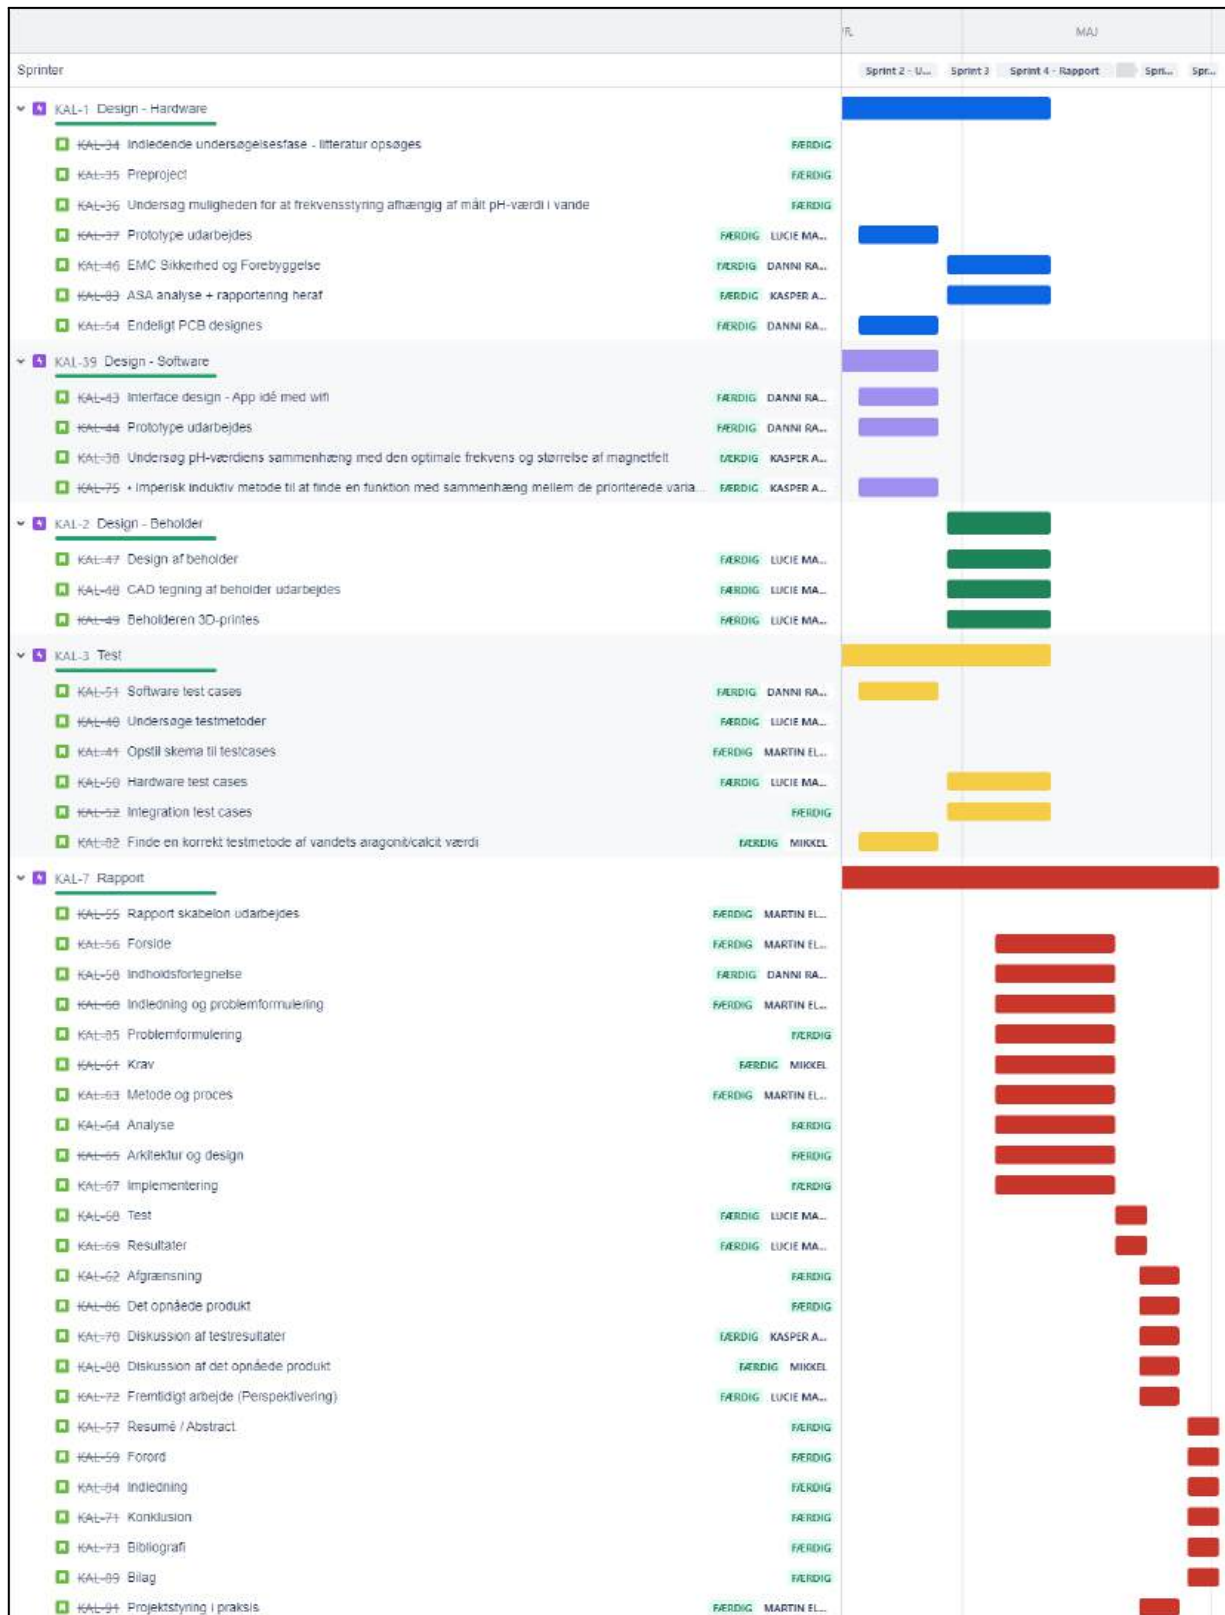 MAJ
Sprinter
Sprint 2 - U... Sprint 3 Sprint 4 - Rapport Spri... Spr...
KAL-1 Design - Hardware
KAL-34 Indledende undersøgelsesfase - litteratur opsøges FÆRDIG
KAL-35 Preproject FÆRDIG
KAL-36 Undersøg muligheden for at frekvensstyring afhængig af målt pH-værdi i vande FÆRDIG
KAL-37 Prototype udarbejdes FÆRDIG LUCIE MA...
KAL-46 EMC Sikkerhed og Forebyggelse FÆRDIG DANNI RA...
KAL-83 ASA analyse + rapportering heraf FÆRDIG KASPER A...
KAL-54 Endeligt PCB designes FÆRDIG DANNI RA...
KAL-39 Design - Software
KAL-43 Interface design - App idé med wifi FÆRDIG DANNI RA...
KAL-44 Prototype udarbejdes FÆRDIG DANNI RA...
KAL-38 Undersøg pH-værdiens sammenhæng med den optimale frekvens og størrelse af magnetfelt FÆRDIG KASPER A...
KAL-75 • Imperisk induktiv metode til at finde en funktion med sammenhæng mellem de prioriterede varia... FÆRDIG KASPER A...
KAL-2 Design - Beholder
KAL-47 Design af beholder FÆRDIG LUCIE MA...
KAL-48 CAD tegning af beholder udarbejdes FÆRDIG LUCIE MA...
KAL-49 Beholderen 3D-printes FÆRDIG LUCIE MA...
KAL-3 Test
KAL-51 Software test cases FÆRDIG DANNI RA...
KAL-40 Undersøge testmetoder FÆRDIG LUCIE MA...
KAL-41 Opstil skema til testcases FÆRDIG MARTIN EL...
KAL-50 Hardware test cases FÆRDIG LUCIE MA...
KAL-52 Integration test cases FÆRDIG
KAL-82 Finde en korrekt testmetode af vandets aragonit/calcit værdi FÆRDIG MIKKEL
KAL-7 Rapport
KAL-55 Rapport skabelon udarbejdes FÆRDIG MARTIN EL...
KAL-56 Forside FÆRDIG MARTIN EL...
KAL-58 Indholdsfortegnelse FÆRDIG DANNI RA...
KAL-60 Indledning og problemformulering FÆRDIG MARTIN EL...
KAL-85 Problemformulering FÆRDIG
KAL-61 Krav FÆRDIG MIKKEL
KAL-63 Metode og proces FÆRDIG MARTIN EL...
KAL-64 Analyse FÆRDIG
KAL-65 Arkitektur og design FÆRDIG
KAL-67 Implementering FÆRDIG
KAL-68 Test FÆRDIG LUCIE MA...
KAL-69 Resultater FÆRDIG LUCIE MA...
KAL-62 Afgrænsning FÆRDIG
KAL-86 Det opnåede produkt FÆRDIG
KAL-70 Diskussion af testresultater FÆRDIG KASPER A...
KAL-88 Diskussion af det opnåede produkt FÆRDIG MIKKEL
KAL-72 Fremtidigt arbejde (Perspektivering) FÆRDIG LUCIE MA...
KAL-57 Resumé / Abstract FÆRDIG
KAL-59 Forord FÆRDIG
KAL-84 Indledning FÆRDIG
KAL-71 Konklusion FÆRDIG
KAL-73 Bibliografi FÆRDIG
KAL-89 Bilag FÆRDIG
KAL-91 Projektstyring i praksis FÆRDIG MARTIN EL...